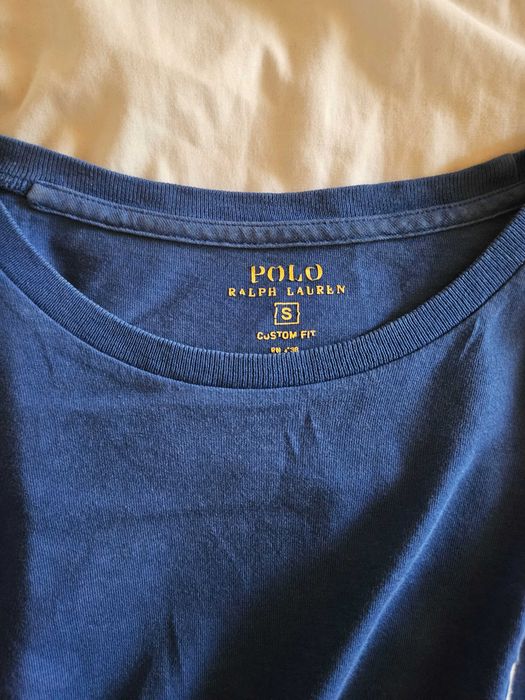 POLO
RALPH LAUREN
S
CUSTOM FIT